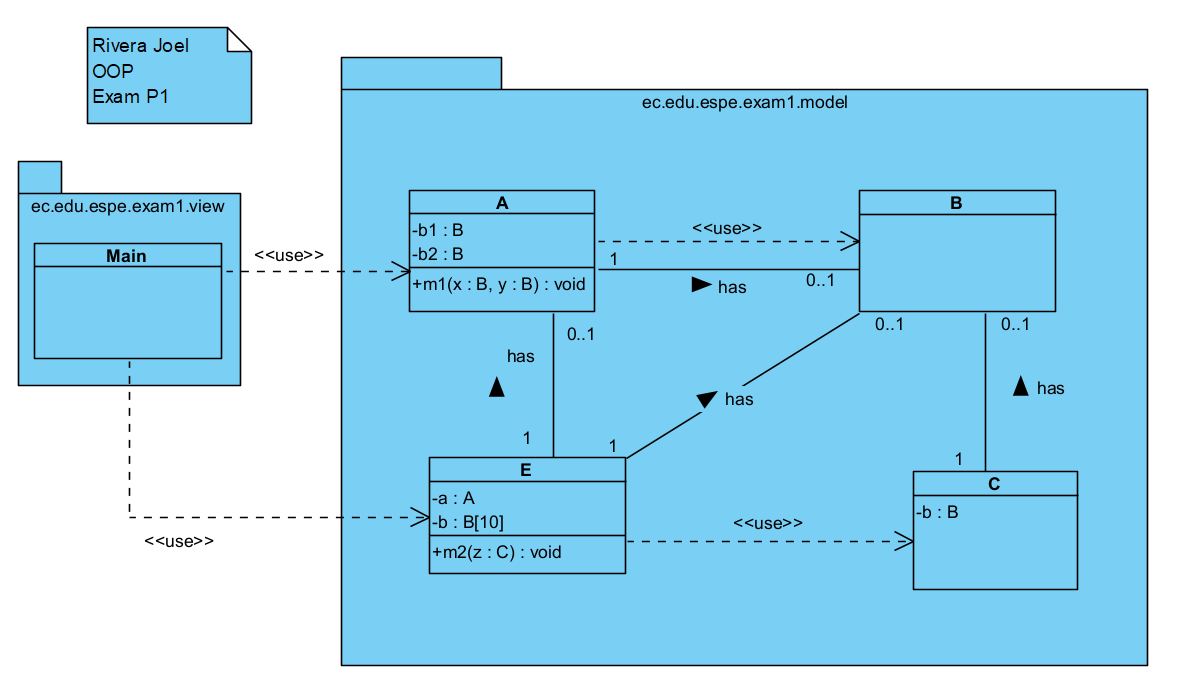 Rivera Joel
OOP
Exam P1
ec.edu.espe.exam1.model
ec.edu.espe.exam1.view
Main
<<use>>
A
-b1 : B
-b2 : B
+m1(x : B, y : B) : void
<<use>>
B
1
0..1
has
0..1
has
1
0..1
has
1
0..1
has
1
E
-a : A
-b : B[10]
+m2(z : C) : void
<<use>>
C
-b : B
<<use>>